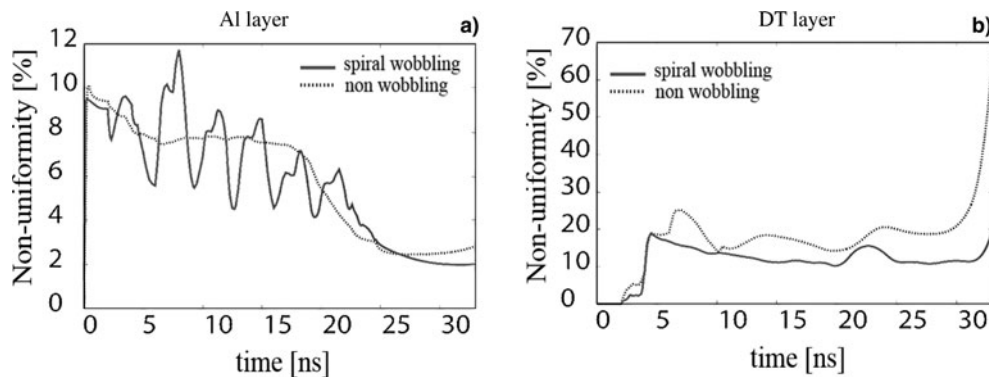 Al layer
a)
Non-uniformity [%]
12
10
8
6
4
2
0
spiral wobbling
non wobbling
0 5 10 15 20 25 30
time [ns]
DT layer
b)
Non-uniformity [%]
70
60
50
40
30
20
10
0
spiral wobbling
non wobbling
0 5 10 15 20 25 30
time [ns]